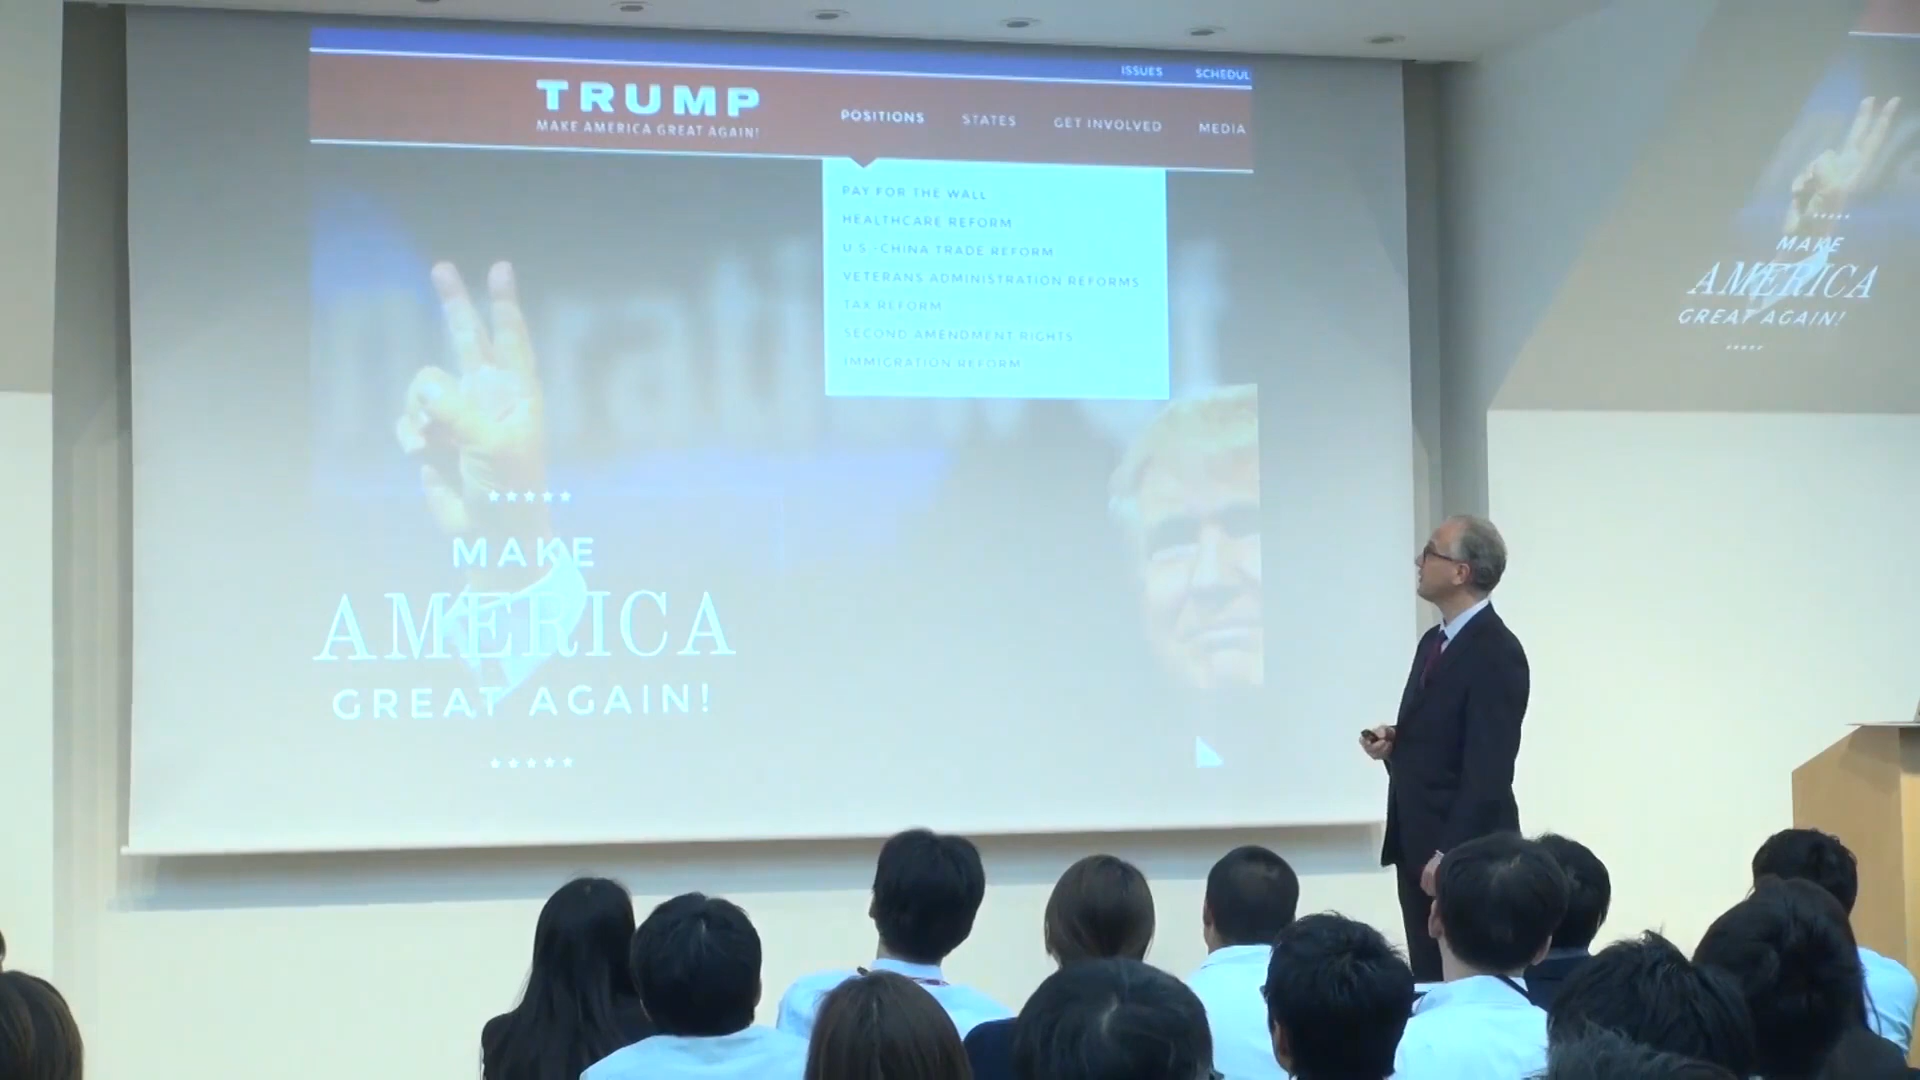 ISSUES SCHEDUL
TRUMP
MAKE AMERICA GREAT AGAIN!
POSITIONS STATES GET INVOLVED MEDIA
PAY FOR THE WALL
HEALTHCARE REFORM
U.S.-CHINA TRADE REFORM
VETERANS ADMINISTRATION REFORMS
TAX REFORM
SECOND AMENDMENT RIGHTS
IMMIGRATION REFORM
MAKE
AMERICA
GREAT AGAIN!
MAKE
AMERICA
GREAT AGAIN!